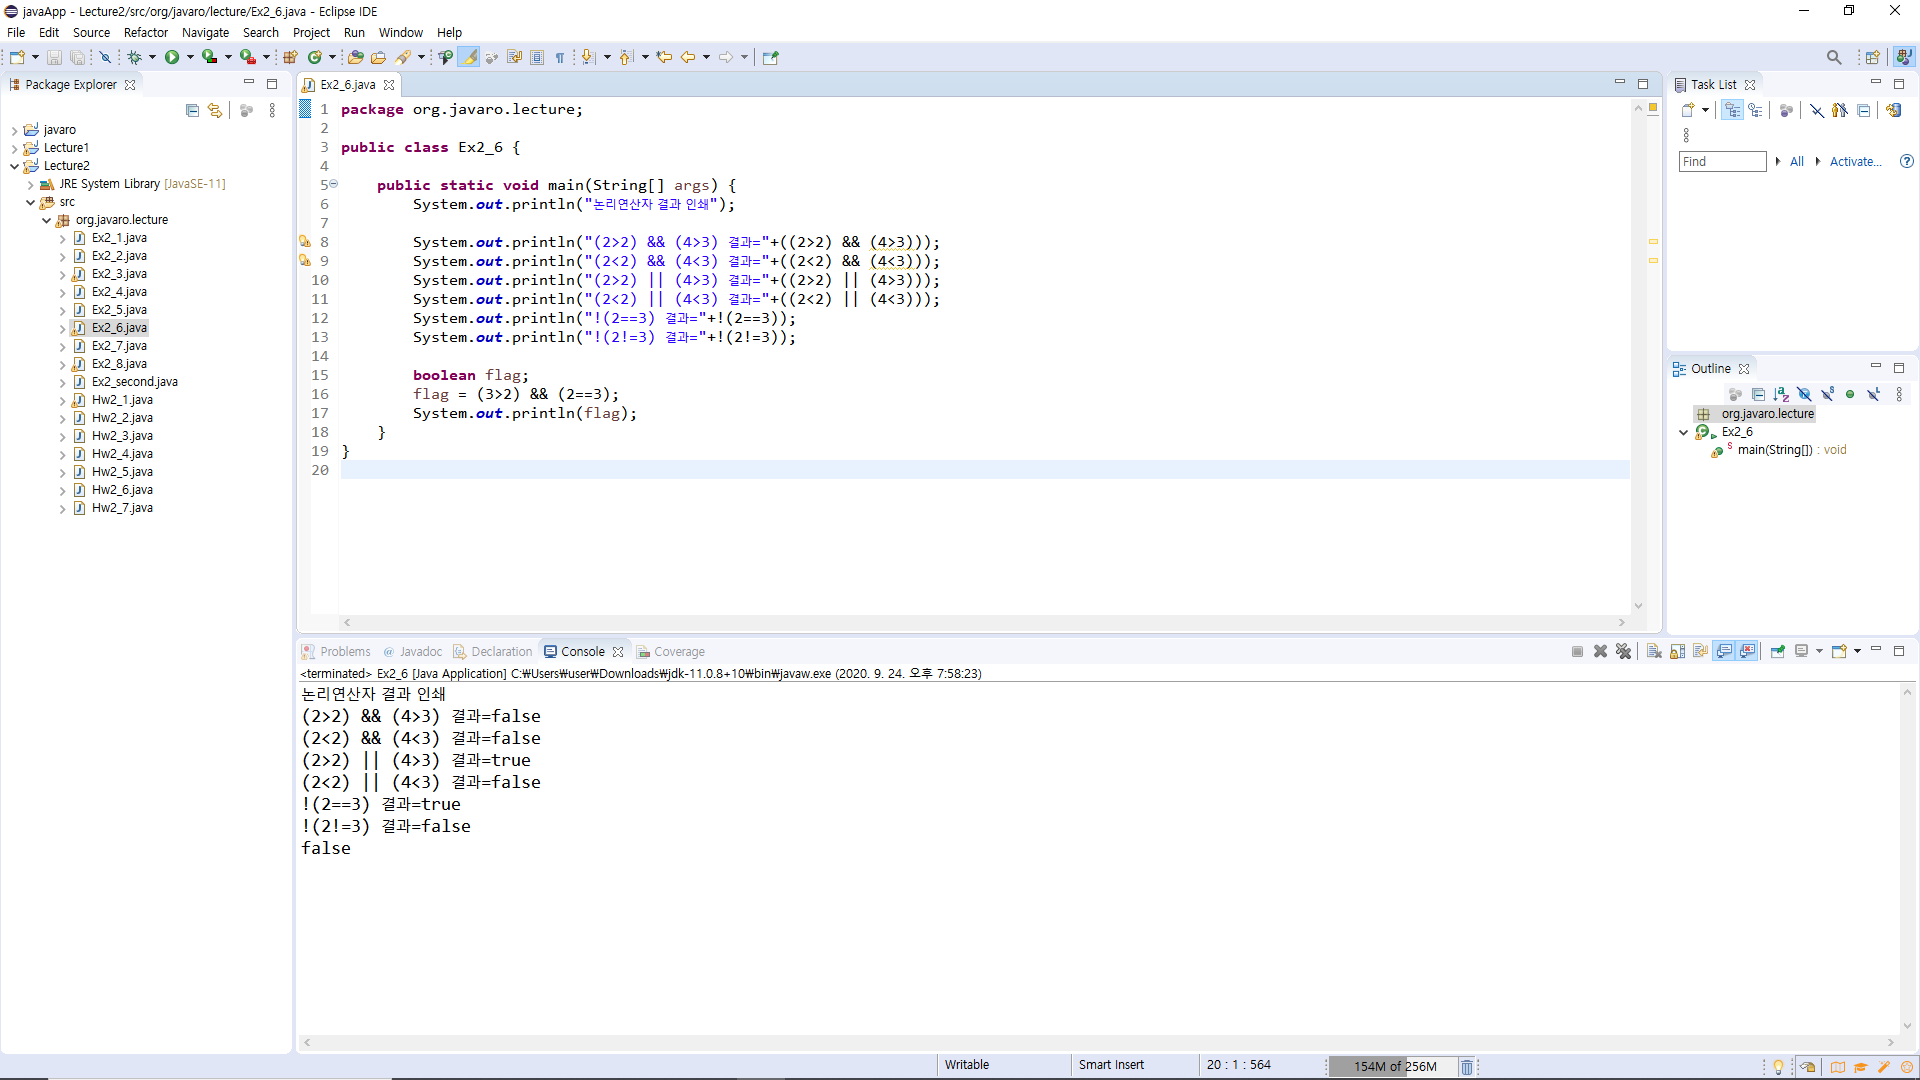 javaApp - Lecture2/src/org/javaro/lecture/Ex2_6.java - Eclipse IDE
File Edit Source Refactor Navigate Search Project Run Window Help
Package Explorer
javaro
Lecture1
Lecture2
JRE System Library [JavaSE-11]
src
org.javaro.lecture
Ex2_1.java
Ex2_2.java
Ex2_3.java
Ex2_4.java
Ex2_5.java
Ex2_6.java
Ex2_7.java
Ex2_8.java
Ex2_second.java
Hw2_1.java
Hw2_2.java
Hw2_3.java
Hw2_4.java
Hw2_5.java
Hw2_6.java
Hw2_7.java
Ex2_6.java
1 package org.javaro.lecture;
2
3 public class Ex2_6 {
4
5 public static void main(String[] args) {
6 System.out.println("논리연산자 결과 인쇄");
7
8 System.out.println("(2>2) && (4>3) 결과="+((2>2) && (4>3)));
9 System.out.println("(2<2) && (4<3) 결과="+((2<2) && (4<3)));
10 System.out.println("(2>2) || (4>3) 결과="+((2>2) || (4>3)));
11 System.out.println("(2<2) || (4<3) 결과="+((2<2) || (4<3)));
12 System.out.println("!(2==3) 결과="+!(2==3));
13 System.out.println("!(2!=3) 결과="+!(2!=3));
14
15 boolean flag;
16 flag = (3>2) && (2==3);
17 System.out.println(flag);
18 }
19 }
20
Task List
Find All Activate...
Outline
org.javaro.lecture
Ex2_6
main(String[]) : void
Problems Javadoc Declaration Console Coverage
<terminated> Ex2_6 [Java Application] C:₩Users₩user₩Downloads₩jdk-11.0.8+10₩bin₩javaw.exe (2020. 9. 24. 오후 7:58:23)
논리연산자 결과 인쇄
(2>2) && (4>3) 결과=false
(2<2) && (4<3) 결과=false
(2>2) || (4>3) 결과=true
(2<2) || (4<3) 결과=false
!(2==3) 결과=true
!(2!=3) 결과=false
false
Writable Smart Insert 20 : 1 : 564 154M of 256M